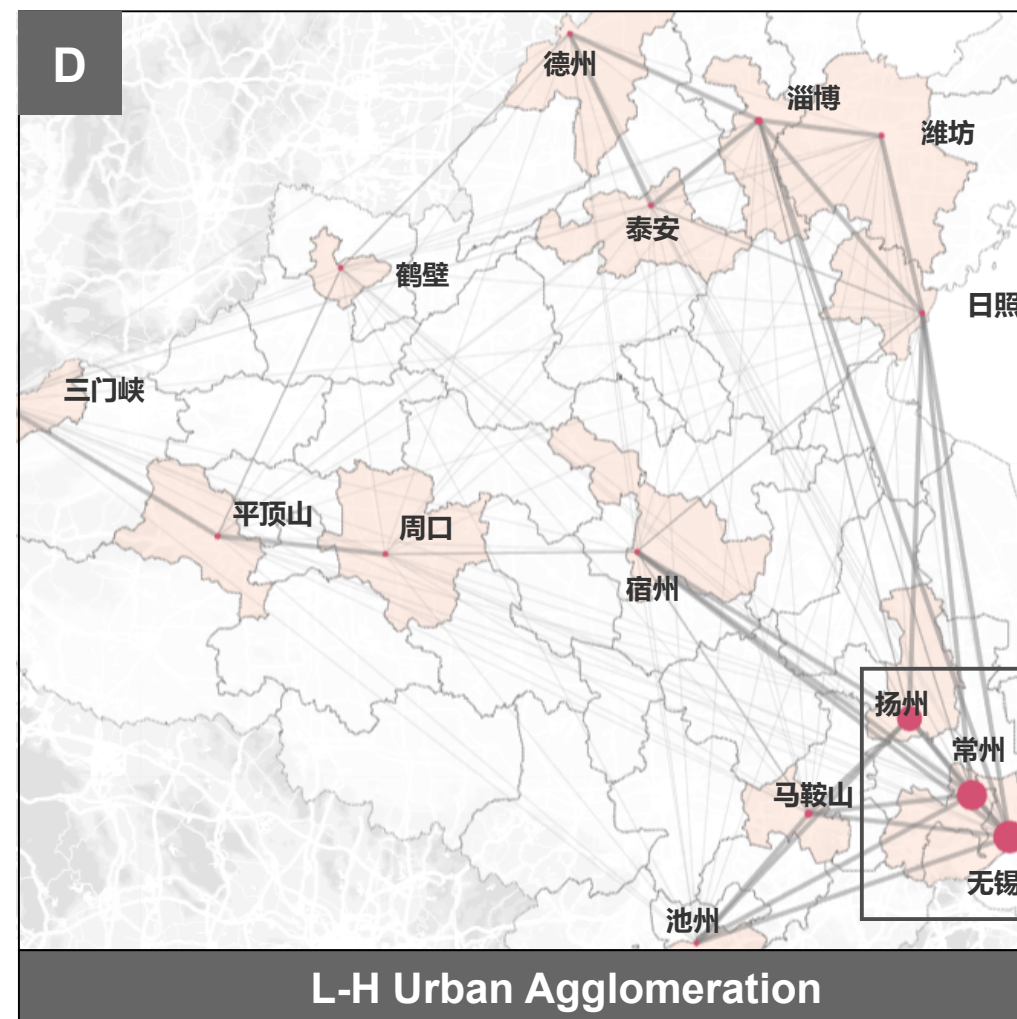 D
德州
淄博
潍坊
泰安
鹤壁
日照
三门峡
平顶山
周口
宿州
扬州
常州
马鞍山
无锡
池州
L-H Urban Agglomeration